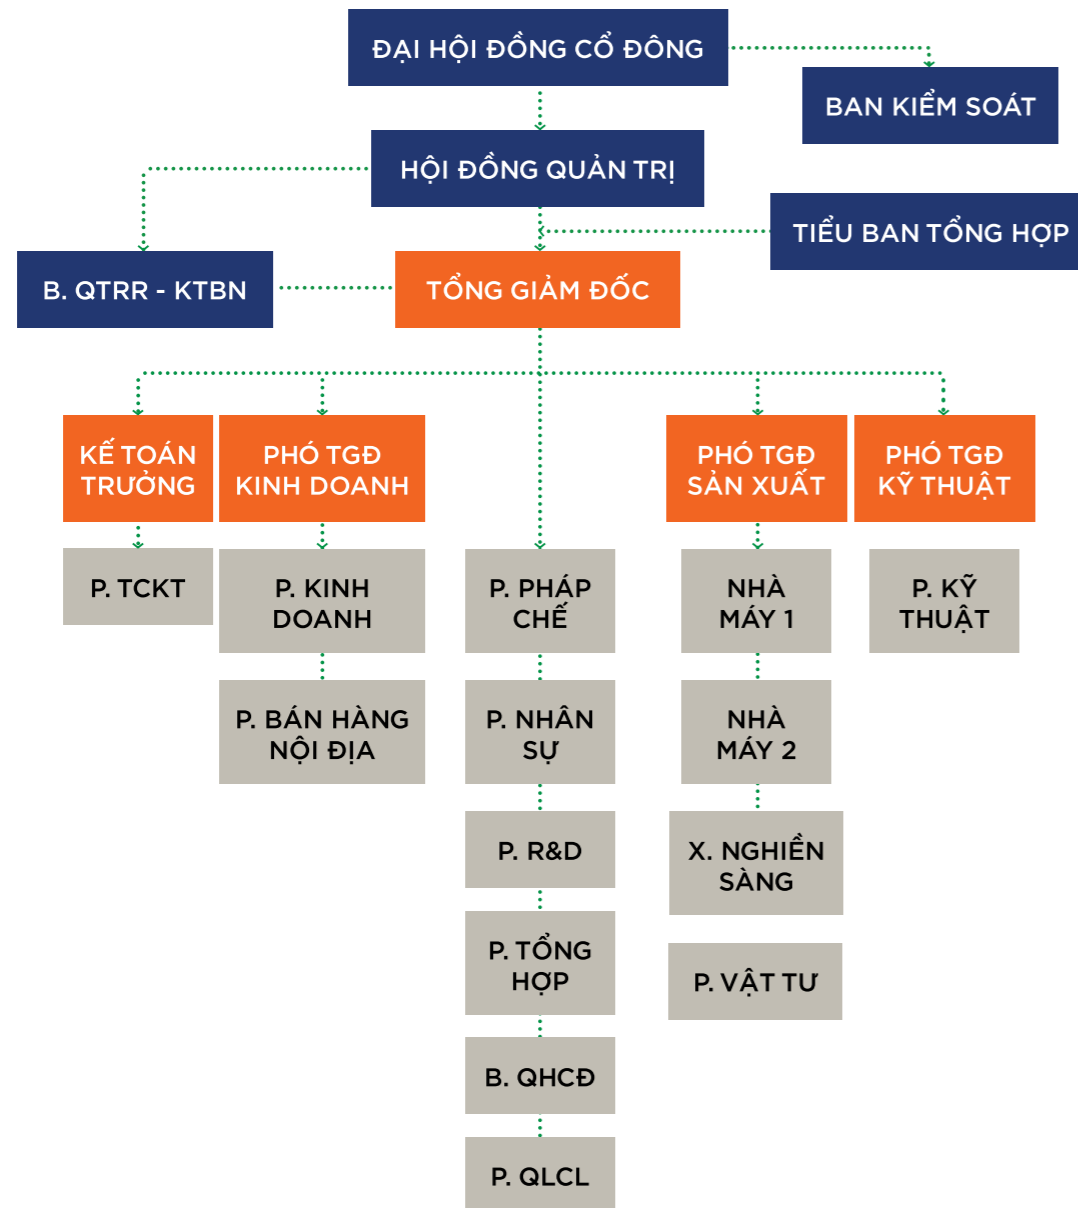 ĐẠI HỘI ĐỒNG CỔ ĐÔNG
BAN KIỂM SOÁT
HỘI ĐỒNG QUẢN TRỊ
TIỂU BAN TỔNG HỢP
B. QTRR - KTBN
TỔNG GIÁM ĐỐC
KẾ TOÁN
TRƯỞNG
PHÓ TGĐ
KINH DOANH
PHÓ TGĐ
SẢN XUẤT
PHÓ TGĐ
KỸ THUẬT
P. TCKT
P. KINH
DOANH
P. PHÁP
CHẾ
NHÀ
MÁY 1
P. KỸ
THUẬT
P. BÁN HÀNG
NỘI ĐỊA
P. NHÂN
SỰ
NHÀ
MÁY 2
P. R&D
X. NGHIỀN
SÀNG
P. TỔNG
HỢP
P. VẬT TƯ
B. QHCĐ
P. QLCL